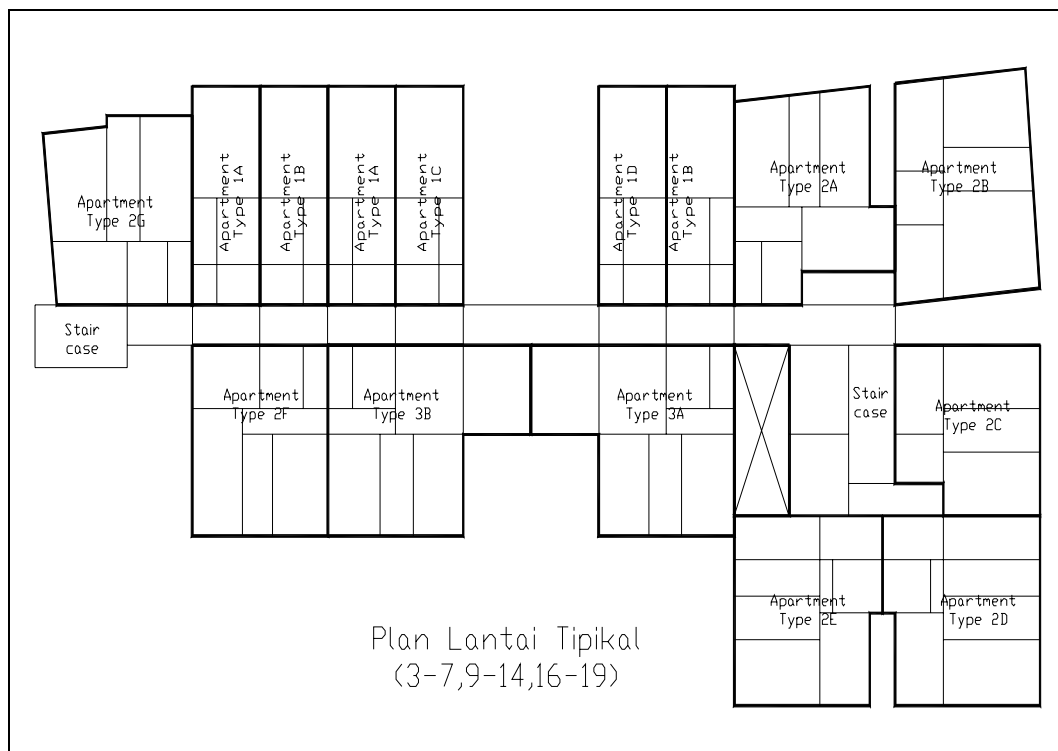 Apartment
Type 2G
Apartment
Type 1A
Apartment
Type 1B
Apartment
Type 1A
Apartment
Type 1C
Apartment
Type 1D
Apartment
Type 1B
Apartment
Type 2A
Apartment
Type 2B
Stair
case
Apartment
Type 2F
Apartment
Type 3B
Apartment
Type 3A
Stair
case
Apartment
Type 2C
Apartment
Type 2E
Apartment
Type 2D
Plan Lantai Tipikal
(3-7,9-14,16-19)